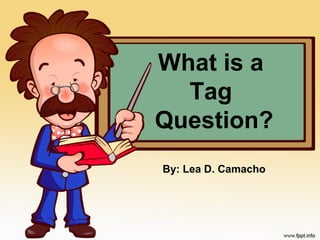 What is a
Tag
Question?
By: Lea D. Camacho
www.fppt.info